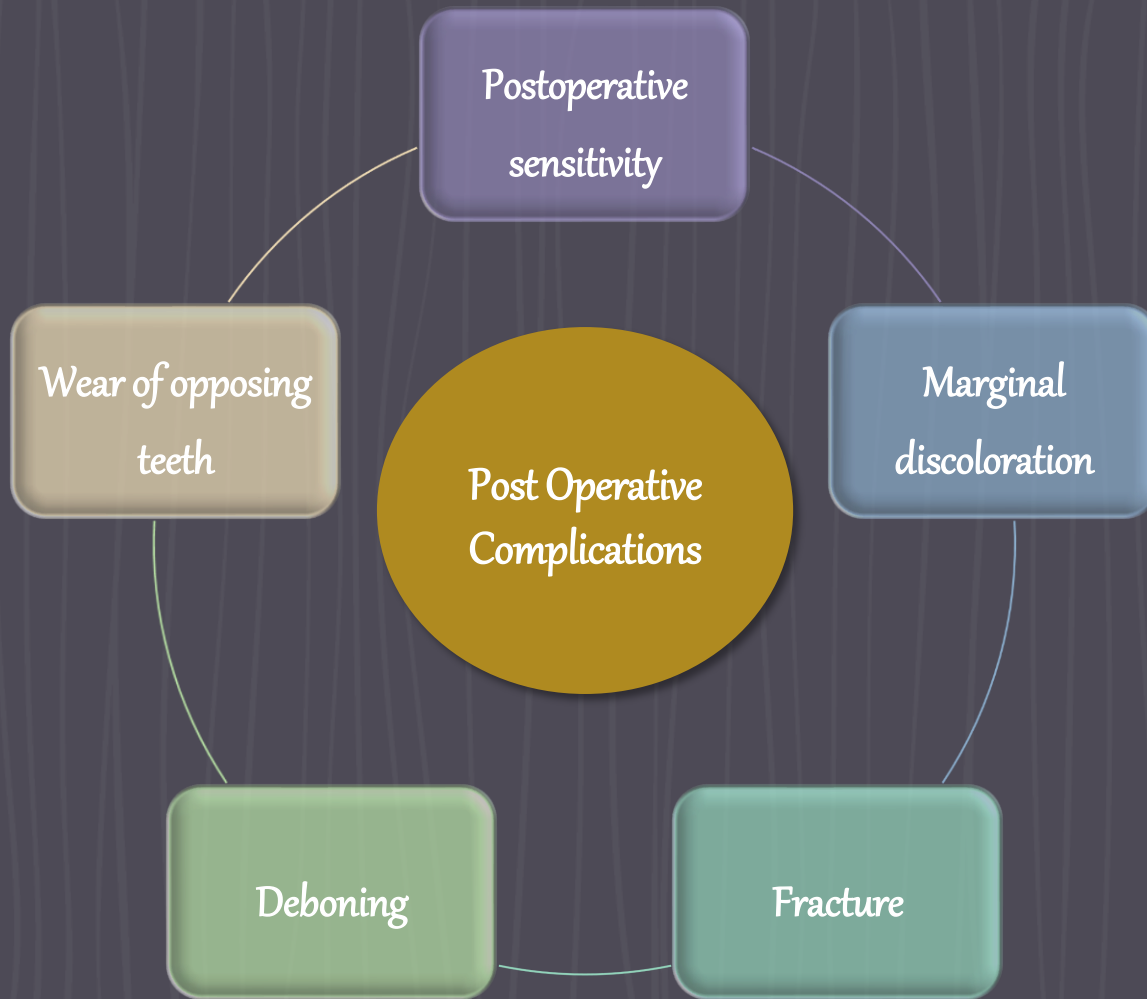 Postoperative
sensitivity
Wear of opposing
teeth
Marginal
discoloration
Post Operative
Complications
Deboning
Fracture